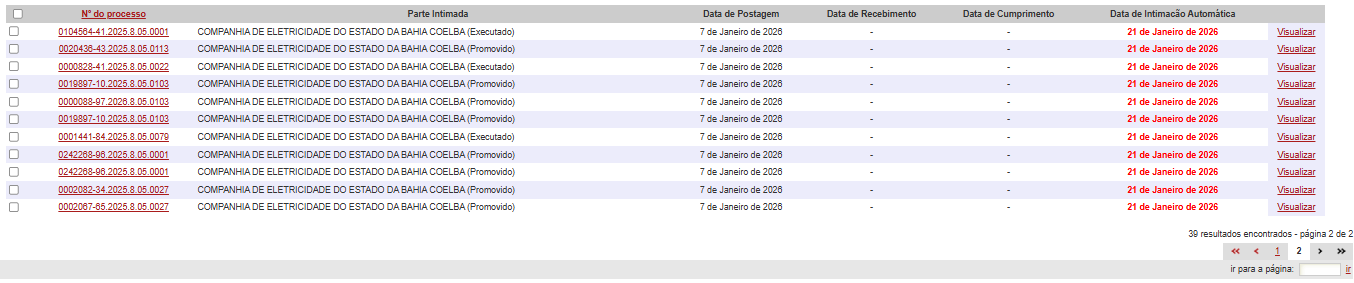 Nº do processo Parte Intimada Data de Postagem Data de Recebimento Data de Cumprimento Data de Intimação Automática
0104564-41.2025.8.05.0001 COMPANHIA DE ELETRICIDADE DO ESTADO DA BAHIA COELBA (Executado) 7 de Janeiro de 2026 - - 21 de Janeiro de 2026 Visualizar
0020436-43.2025.8.05.0113 COMPANHIA DE ELETRICIDADE DO ESTADO DA BAHIA COELBA (Promovido) 7 de Janeiro de 2026 - - 21 de Janeiro de 2026 Visualizar
0000828-41.2025.8.05.0022 COMPANHIA DE ELETRICIDADE DO ESTADO DA BAHIA COELBA (Executado) 7 de Janeiro de 2026 - - 21 de Janeiro de 2026 Visualizar
0019897-10.2025.8.05.0103 COMPANHIA DE ELETRICIDADE DO ESTADO DA BAHIA COELBA (Promovido) 7 de Janeiro de 2026 - - 21 de Janeiro de 2026 Visualizar
0000088-97.2026.8.05.0103 COMPANHIA DE ELETRICIDADE DO ESTADO DA BAHIA COELBA (Promovido) 7 de Janeiro de 2026 - - 21 de Janeiro de 2026 Visualizar
0019897-10.2025.8.05.0103 COMPANHIA DE ELETRICIDADE DO ESTADO DA BAHIA COELBA (Promovido) 7 de Janeiro de 2026 - - 21 de Janeiro de 2026 Visualizar
0001441-84.2025.8.05.0079 COMPANHIA DE ELETRICIDADE DO ESTADO DA BAHIA COELBA (Executado) 7 de Janeiro de 2026 - - 21 de Janeiro de 2026 Visualizar
0242268-96.2025.8.05.0001 COMPANHIA DE ELETRICIDADE DO ESTADO DA BAHIA COELBA (Promovido) 7 de Janeiro de 2026 - - 21 de Janeiro de 2026 Visualizar
0242268-96.2025.8.05.0001 COMPANHIA DE ELETRICIDADE DO ESTADO DA BAHIA COELBA (Promovido) 7 de Janeiro de 2026 - - 21 de Janeiro de 2026 Visualizar
0002082-34.2025.8.05.0027 COMPANHIA DE ELETRICIDADE DO ESTADO DA BAHIA COELBA (Promovido) 7 de Janeiro de 2026 - - 21 de Janeiro de 2026 Visualizar
0002067-65.2025.8.05.0027 COMPANHIA DE ELETRICIDADE DO ESTADO DA BAHIA COELBA (Promovido) 7 de Janeiro de 2026 - - 21 de Janeiro de 2026 Visualizar
39 resultados encontrados - página 2 de 2
« ‹ 1 2 › »
ir para a página: ir